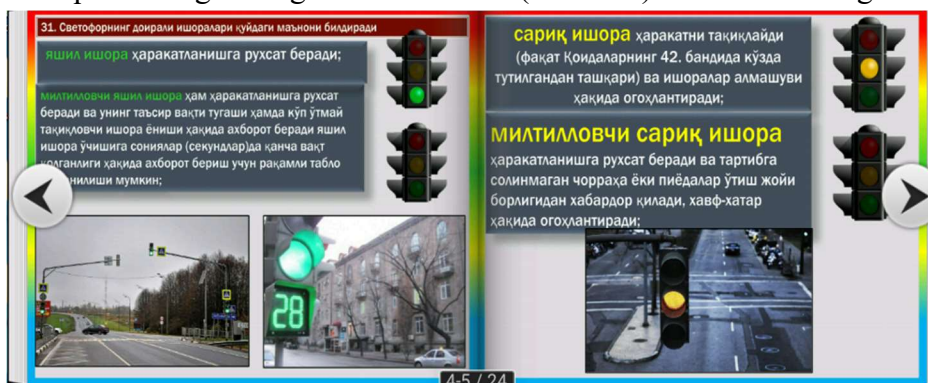 31. Светофорнинг доирали ишоралари қуйдаги маънони билдиради
яшил ишора ҳаракатланишга рухсат беради;
милтилловчи яшил ишора ҳам ҳаракатланишга рухсат
беради ва унинг таъсир вақти тугаши ҳамда кўп ўтмай
тақиқловчи ишора ёниши ҳақида ахборот беради яшил
ишора ўчишига сониялар (секундлар)да қанча вақт
қолганлиги ҳақида ахборот бериш учун рақамли табло
нилиши мумкин;
28
сариқ ишора ҳаракатни тақиқлайди
(фақат Қоидаларнинг 42. бандида кўзда
тутилгандан ташқари) ва ишоралар алмашуви
ҳақида огоҳлантиради;
милтилловчи сариқ ишора
ҳаракатланишга рухсат беради ва тартибга
солинмаган чорраҳа ёки пиёдалар ўтиш жойи
борлигидан хабардор қилади, хавф-хатар
ҳақида огоҳлантиради;
4-5 / 24